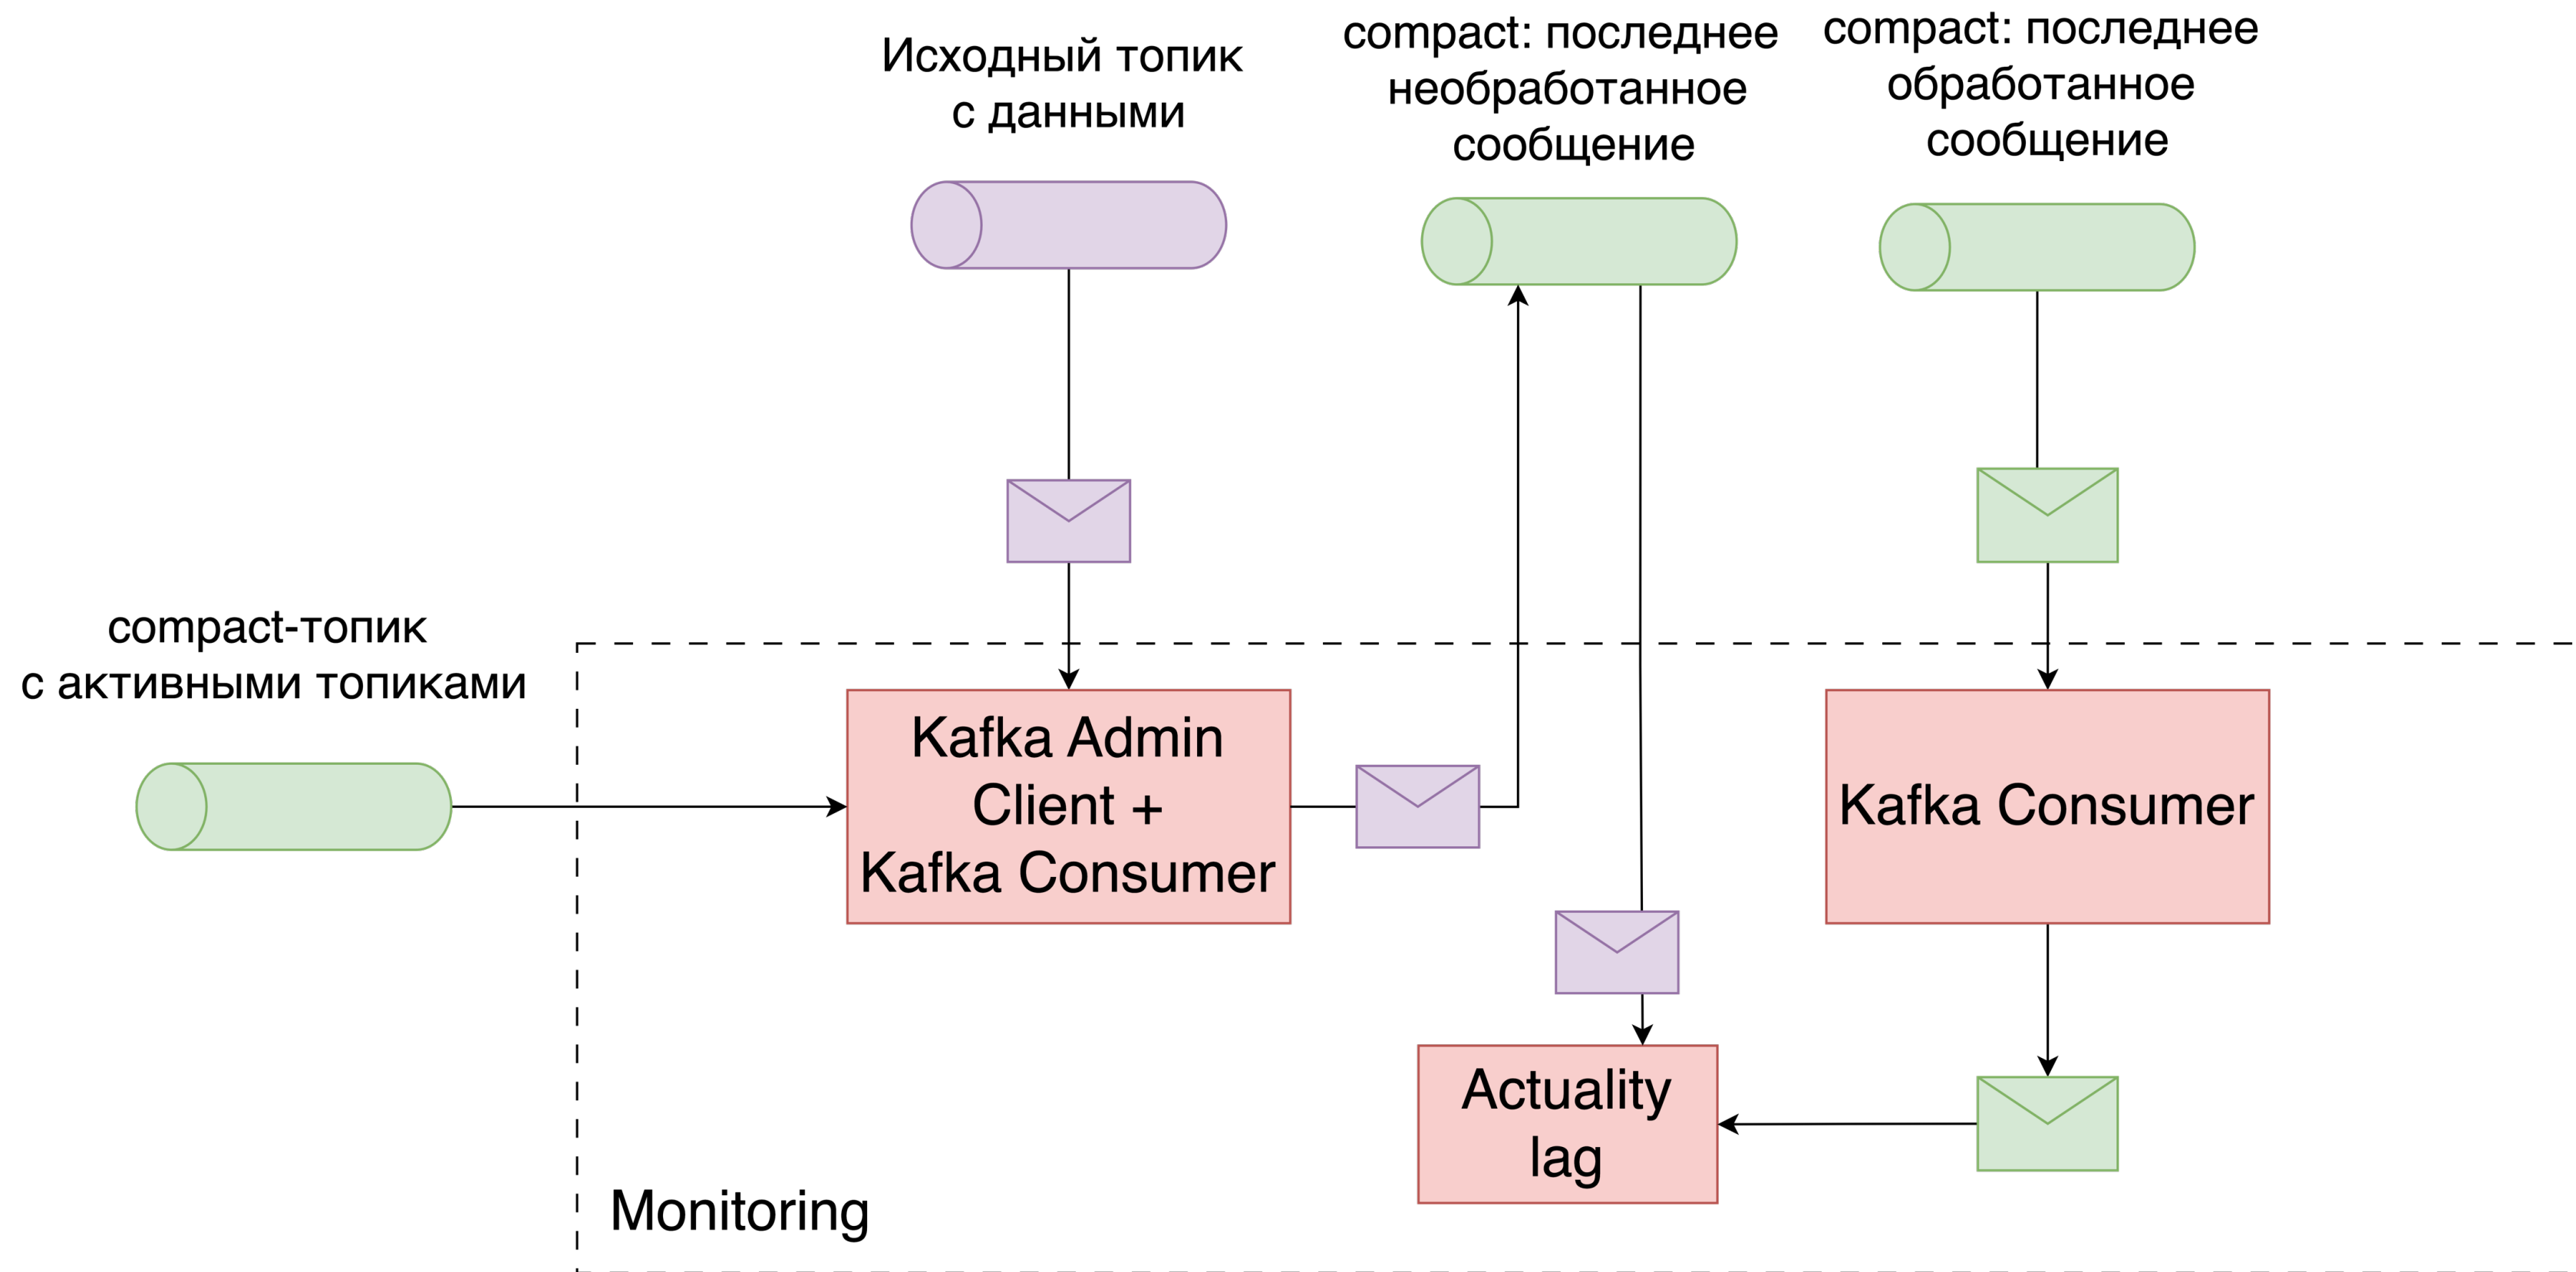 Исходный топик
с данными
compact: последнее
необработанное
сообщение
compact: последнее
обработанное
сообщение
compact-топик
с активными топиками
Kafka Admin
Client +
Kafka Consumer
Kafka Consumer
Actuality
lag
Monitoring